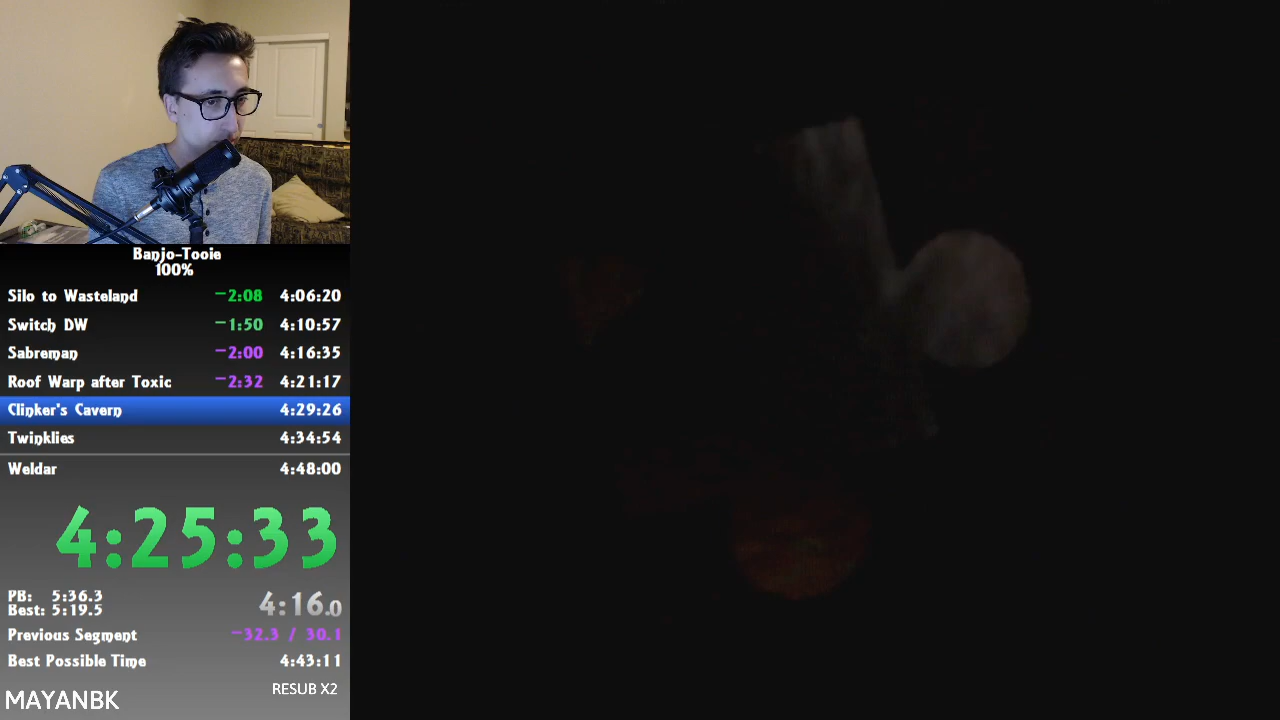 Banjo-Tooie
100%
Silo to Wasteland -2:08 4:06:20
Switch DW -1:50 4:10:57
Sabreman -2:00 4:16:35
Roof Warp after Toxic -2:32 4:21:17
Clinker's Cavern 4:29:26
Twinklies 4:34:54
Weldar 4:48:00
4:25:33
PB: 5:36.3
Best: 5:19.5
4:16.0
Previous Segment -32.3 / 30.1
Best Possible Time 4:43:11
MAYANBK
RESUB X2